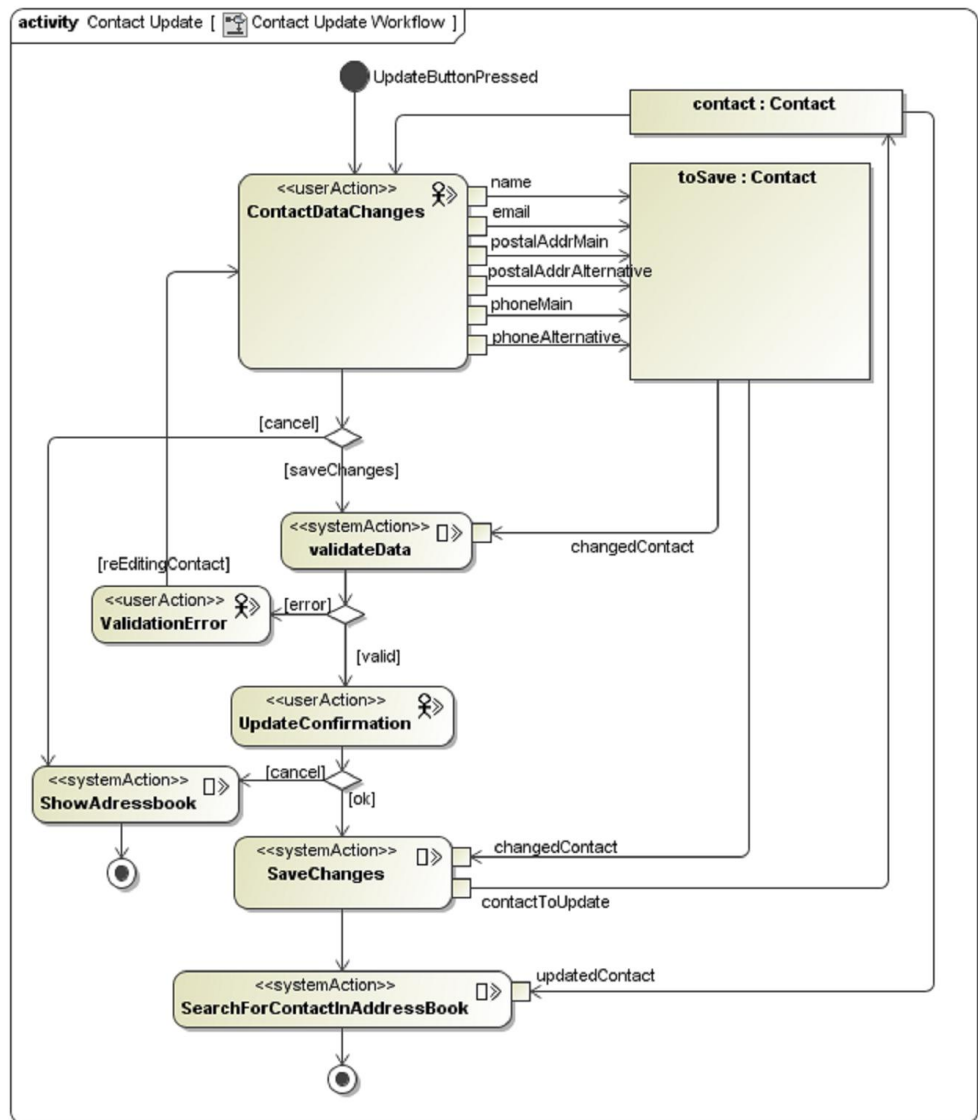 activity Contact Update [ Contact Update Workflow ]
UpdateButtonPressed
contact : Contact
<<userAction>>
ContactDataChanges
name
email
postalAddrMain
postalAddrAlternative
phoneMain
phoneAlternative
toSave : Contact
[cancel]
[saveChanges]
<<systemAction>>
validateData
changedContact
[reEditingContact]
<<userAction>>
ValidationError
[error]
[valid]
<<userAction>>
UpdateConfirmation
<<systemAction>>
ShowAdressbook
[cancel]
[ok]
<<systemAction>>
SaveChanges
changedContact
contactToUpdate
<<systemAction>>
SearchForContactInAddressBook
updatedContact